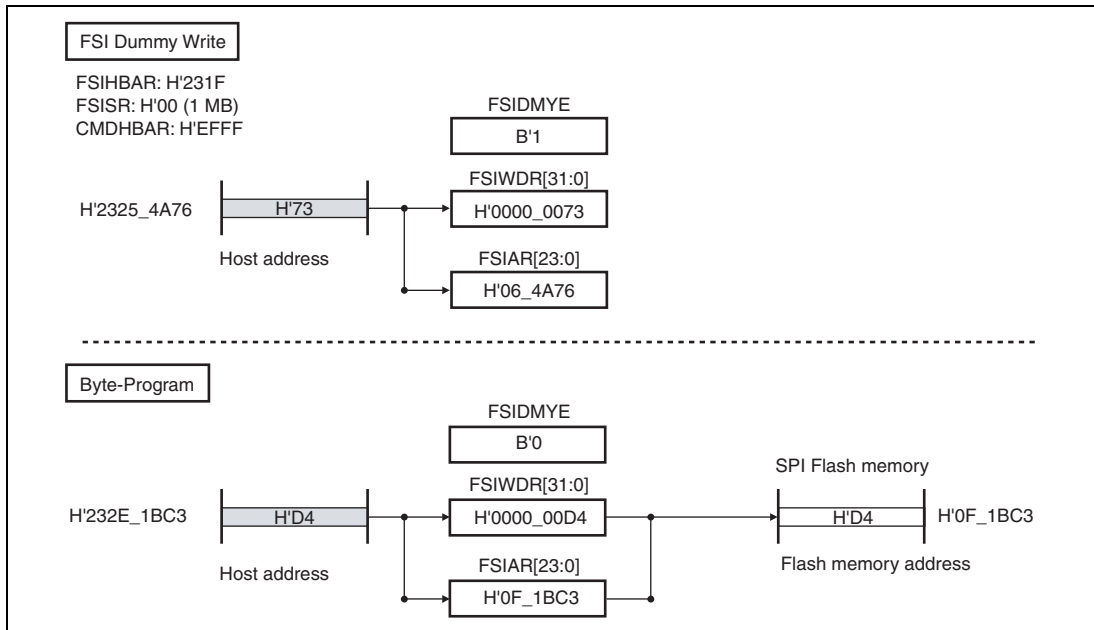 FSI Dummy Write
FSIHBAR: H'231F
FSISR: H'00 (1 MB)
CMDHBAR: H'EFFF
FSIDMYE
B'1
FSIWDR[31:0]
H'2325_4A76
H'73
H'0000_0073
Host address
FSIAR[23:0]
H'06_4A76
Byte-Program
FSIDMYE
B'0
SPI Flash memory
FSIWDR[31:0]
H'232E_1BC3
H'D4
H'0000_00D4
H'D4
H'0F_1BC3
Host address
FSIAR[23:0]
Flash memory address
H'0F_1BC3